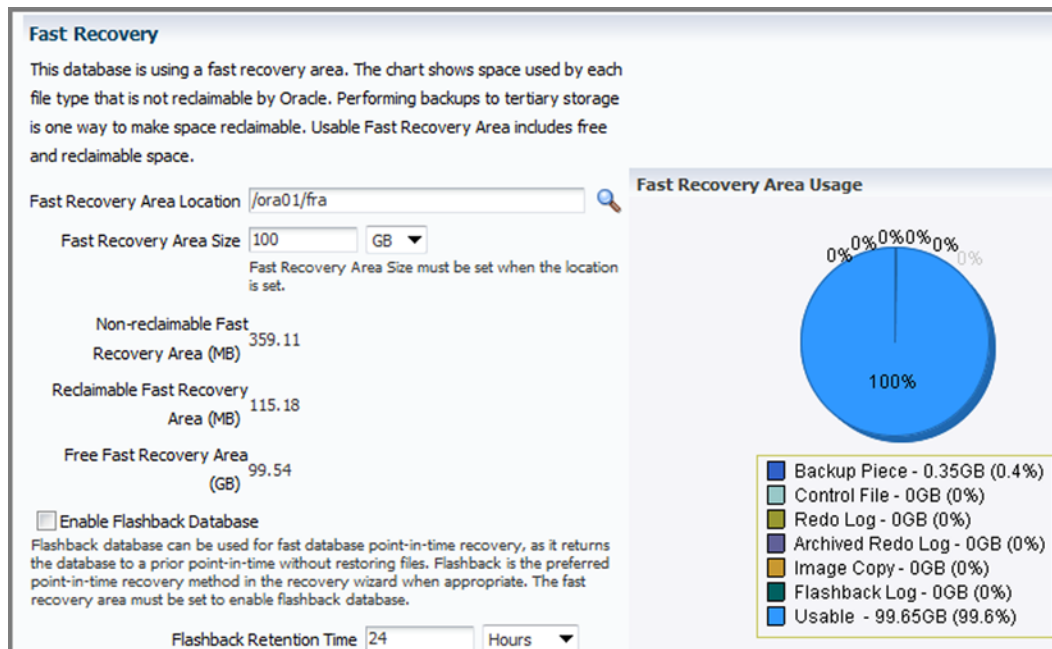 Fast Recovery
This database is using a fast recovery area. The chart shows space used by each
file type that is not reclaimable by Oracle. Performing backups to tertiary storage
is one way to make space reclaimable. Usable Fast Recovery Area includes free
and reclaimable space.
Fast Recovery Area Location /ora01/fra
Fast Recovery Area Size 100 GB
Fast Recovery Area Size must be set when the location
is set.
Non-reclaimable Fast
Recovery Area (MB) 359.11
Reclaimable Fast Recovery
Area (MB) 115.18
Free Fast Recovery Area
(GB) 99.54
Enable Flashback Database
Flashback database can be used for fast database point-in-time recovery, as it returns
the database to a prior point-in-time without restoring files. Flashback is the preferred
point-in-time recovery method in the recovery wizard when appropriate. The fast
recovery area must be set to enable flashback database.
Flashback Retention Time 24 Hours
Fast Recovery Area Usage
0% 0% 0% 0% 0% 0%
100%
Backup Piece - 0.35GB (0.4%)
Control File - 0GB (0%)
Redo Log - 0GB (0%)
Archived Redo Log - 0GB (0%)
Image Copy - 0GB (0%)
Flashback Log - 0GB (0%)
Usable - 99.65GB (99.6%)